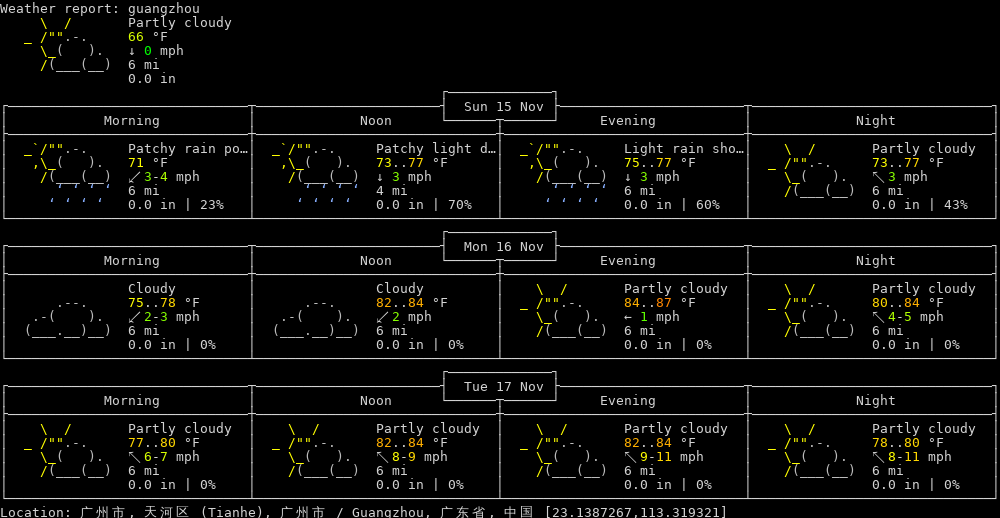 Weather report: guangzhou
Partly cloudy
66 °F
↓ 0 mph
6 mi
0.0 in
Sun 15 Nov
Morning Noon Evening Night
Patchy rain po… Patchy light d… Light rain sho… Partly cloudy
71 °F 73..77 °F 75..77 °F 73..77 °F
↙ 3-4 mph ↓ 3 mph ↓ 3 mph ↖ 3 mph
6 mi 4 mi 6 mi 6 mi
0.0 in | 23% 0.0 in | 70% 0.0 in | 60% 0.0 in | 43%
Mon 16 Nov
Morning Noon Evening Night
Cloudy Cloudy Partly cloudy Partly cloudy
75..78 °F 82..84 °F 84..87 °F 80..84 °F
↙ 2-3 mph ↙ 2 mph ← 1 mph ↖ 4-5 mph
6 mi 6 mi 6 mi 6 mi
0.0 in | 0% 0.0 in | 0% 0.0 in | 0% 0.0 in | 0%
Tue 17 Nov
Morning Noon Evening Night
Partly cloudy Partly cloudy Partly cloudy Partly cloudy
77..80 °F 82..84 °F 82..84 °F 78..80 °F
↖ 6-7 mph ↖ 8-9 mph ↖ 9-11 mph ↖ 8-11 mph
6 mi 6 mi 6 mi 6 mi
0.0 in | 0% 0.0 in | 0% 0.0 in | 0% 0.0 in | 0%
Location: 广州市, 天河区 (Tianhe), 广州市 / Guangzhou, 广东省, 中国 [23.1387267,113.319321]